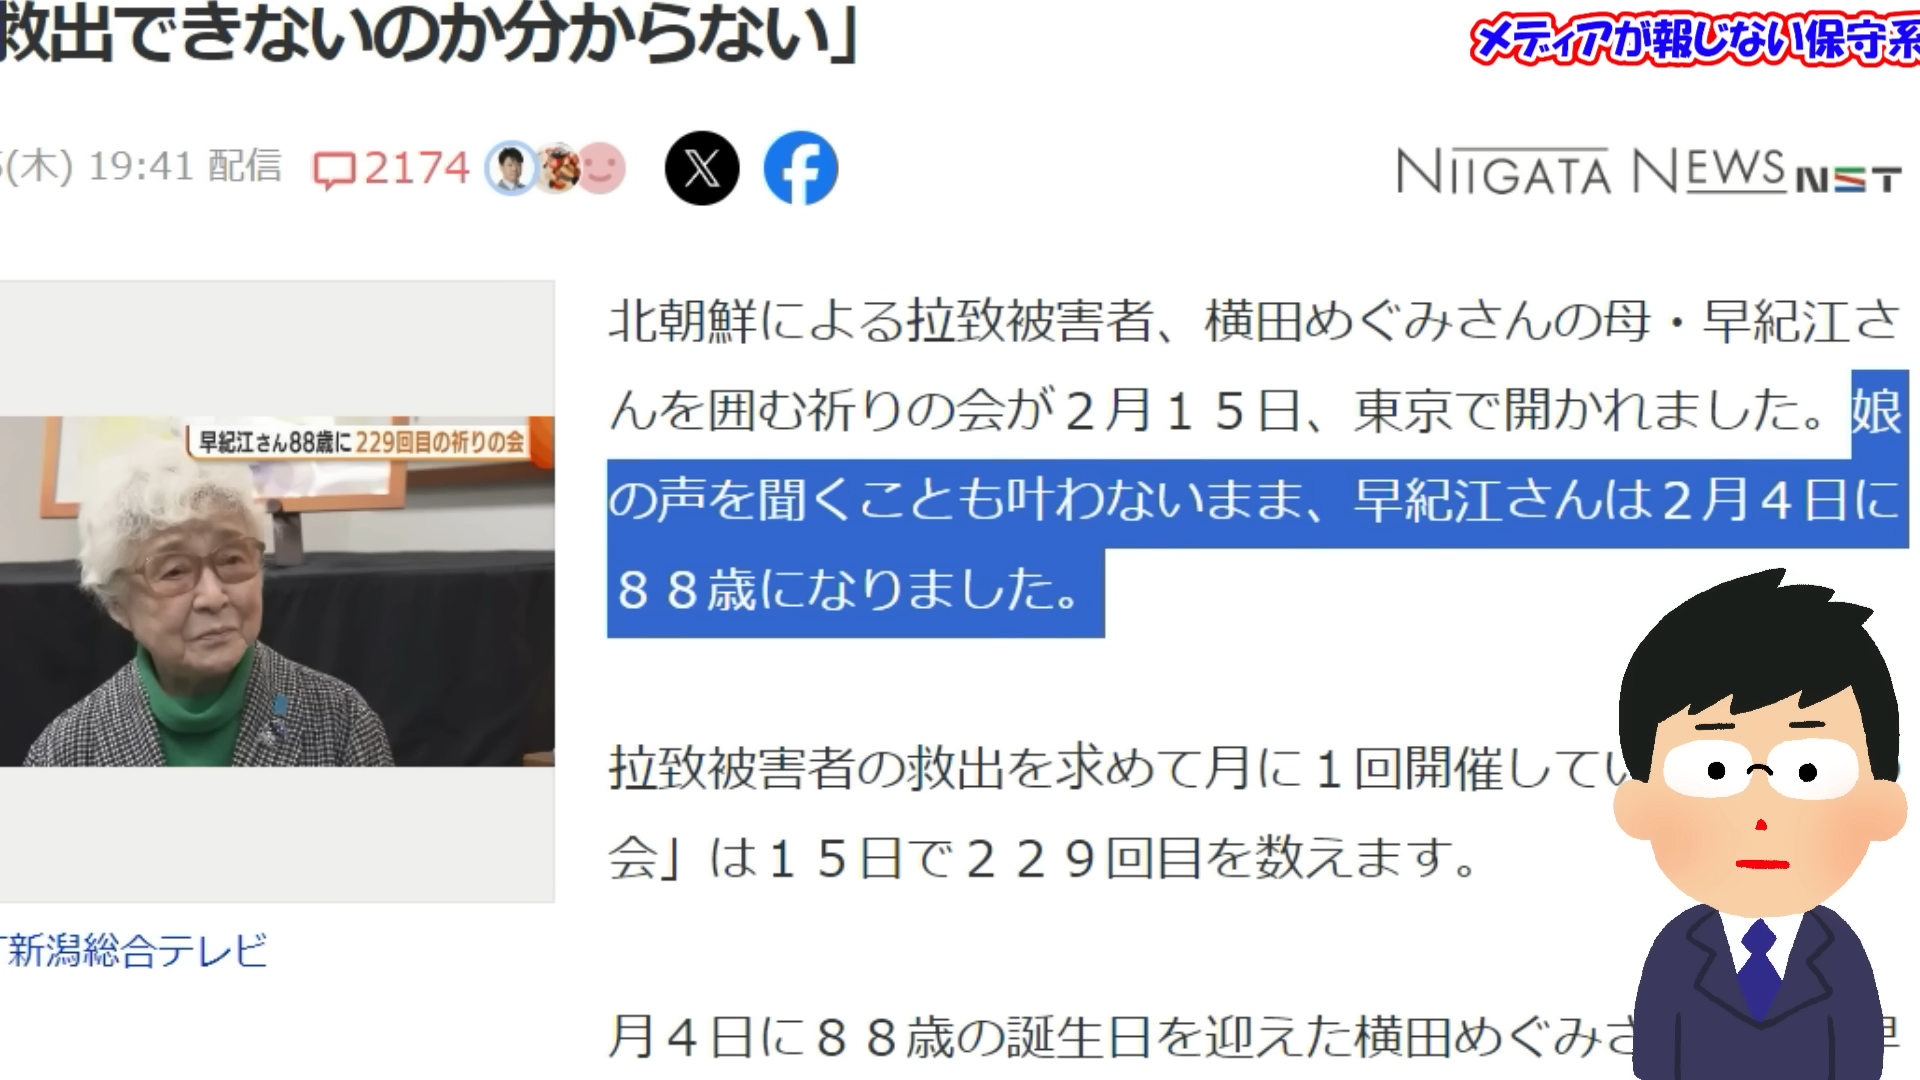 救出できないのか分からない」
メディアが報じない保守系
(木) 19:41 配信
2174
NIIGATA NEWS NST
早紀江さん88歳に 229回目の祈りの会
新潟総合テレビ
北朝鮮による拉致被害者、横田めぐみさんの母・早紀江さ
んを囲む祈りの会が２月１５日、東京で開かれました。娘
の声を聞くことも叶わないまま、早紀江さんは２月４日に
８８歳になりました。
拉致被害者の救出を求めて月に１回開催してい
会」は１５日で２２９回目を数えます。
月４日に８８歳の誕生日を迎えた横田めぐみさ